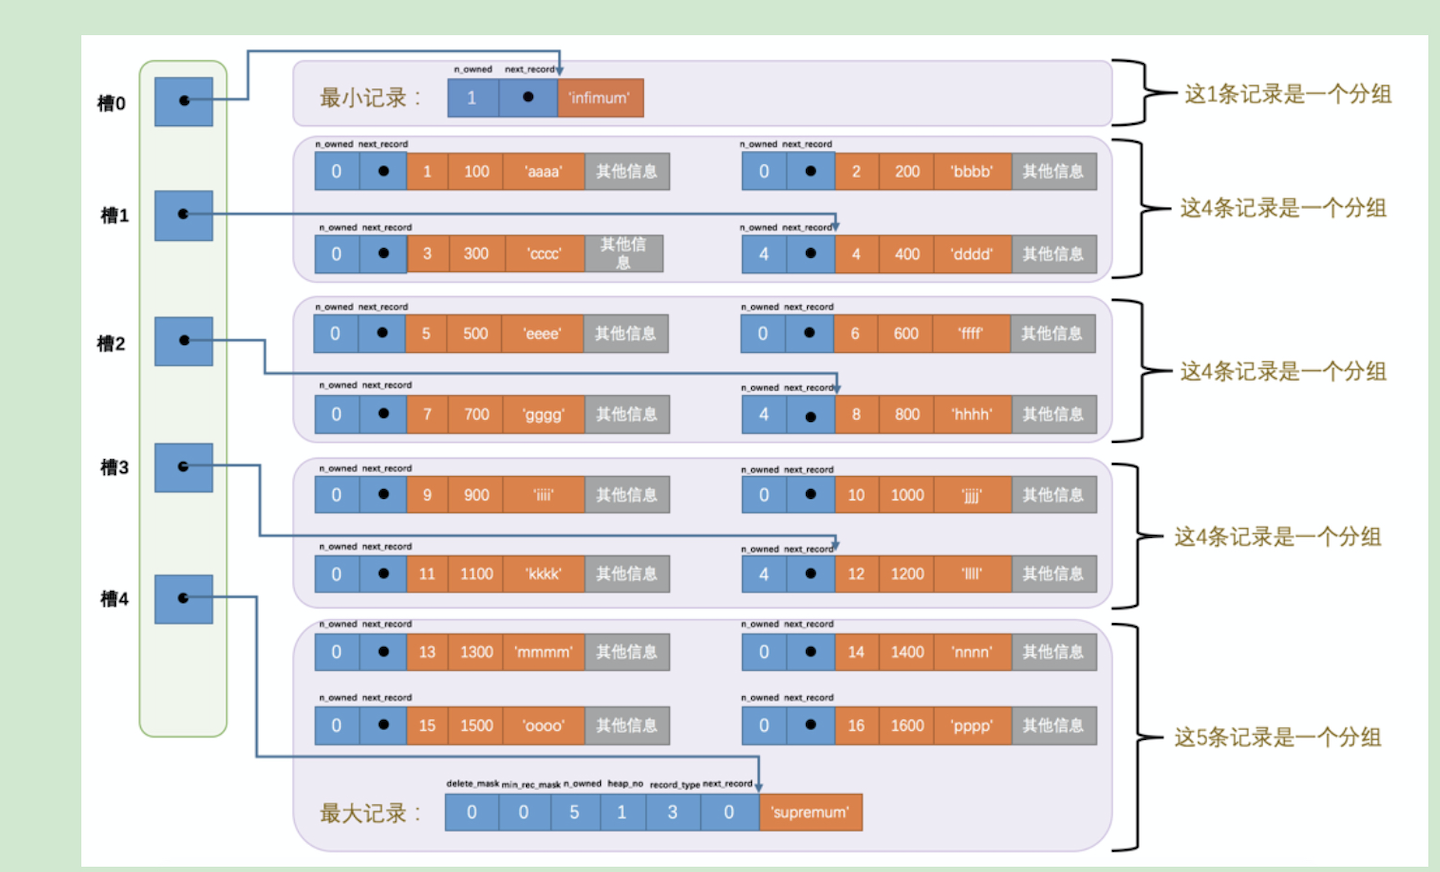 槽0
n_owned next_record
最小记录： 1 'infimum'
这1条记录是一个分组
n_owned next_record n_owned next_record
0 1 100 'aaaa' 其他信息 0 2 200 'bbbb' 其他信息
槽1
这4条记录是一个分组
n_owned next_record n_owned next_record
0 3 300 'cccc' 其他信息 4 4 400 'dddd' 其他信息
n_owned next_record n_owned next_record
0 5 500 'eeee' 其他信息 0 6 600 'ffff' 其他信息
槽2
这4条记录是一个分组
n_owned next_record n_owned next_record
0 7 700 'gggg' 其他信息 4 8 800 'hhhh' 其他信息
槽3
n_owned next_record n_owned next_record
0 9 900 'iiii' 其他信息 0 10 1000 'jjjj' 其他信息
这4条记录是一个分组
n_owned next_record n_owned next_record
0 11 1100 'kkkk' 其他信息 4 12 1200 'llll' 其他信息
槽4
n_owned next_record n_owned next_record
0 13 1300 'mmmm' 其他信息 0 14 1400 'nnnn' 其他信息
n_owned next_record n_owned next_record
0 15 1500 'oooo' 其他信息 0 16 1600 'pppp' 其他信息
这5条记录是一个分组
delete_mask min_rec_mask n_owned heap_no record_type next_record
最大记录： 0 0 5 1 3 0 'supremum'